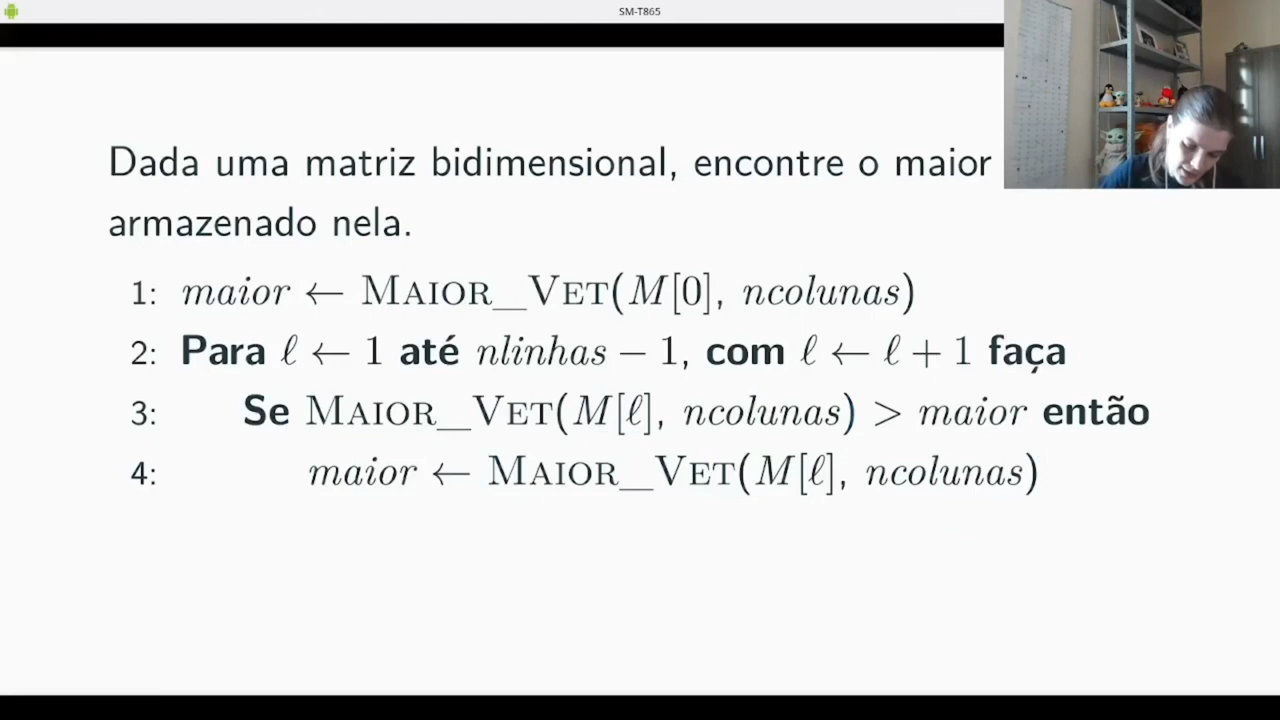 SM-T865
Dada uma matriz bidimensional, encontre o maior
armazenado nela.
1: maior ← MAIOR_VET(M[0], ncolunas)
2: Para ℓ ← 1 até nlinhas − 1, com ℓ ← ℓ + 1 faça
3: Se MAIOR_VET(M[ℓ], ncolunas) > maior então
4: maior ← MAIOR_VET(M[ℓ], ncolunas)